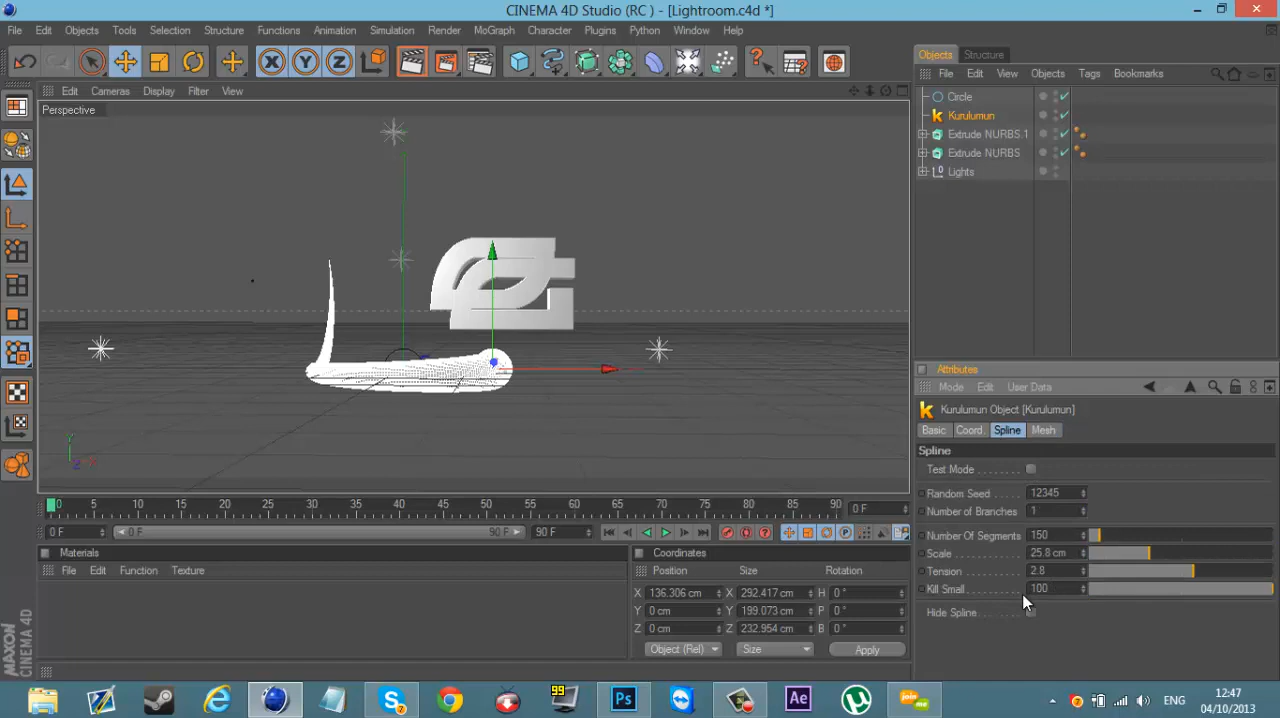 CINEMA 4D Studio (RC ) - [Lightroom.c4d *]
File Edit Objects Tools Selection Structure Functions Animation Simulation Render MoGraph Character Plugins Python Window Help
X Y Z
Objects Structure
File Edit View Objects Tags Bookmarks
Edit Cameras Display Filter View
Perspective
Circle
Kurulumun
Extrude NURBS.1
Extrude NURBS
Lights
Attributes
Mode Edit User Data
Kurulumun Object [Kurulumun]
Basic Coord. Spline Mesh
Spline
Test Mode
Random Seed 12345
Number of Branches 1
Number Of Segments 150
Scale 25.8 cm
Tension 2.8
Kill Small 100
Hide Spline
Y
Z X
0 5 10 15 20 25 30 35 40 45 50 55 60 65 70 75 80 85 90 0 F
0 F 0 F 90 F 90 F
Materials
File Edit Function Texture
Coordinates
Position Size Rotation
X 136.306 cm X 292.417 cm H 0 °
Y 0 cm Y 199.073 cm P 0 °
Z 0 cm Z 232.954 cm B 0 °
Object (Rel) Size Apply
MAXON
CINEMA 4D
99
7
Ps
Ae
join.me
ENG
12:47
04/10/2013